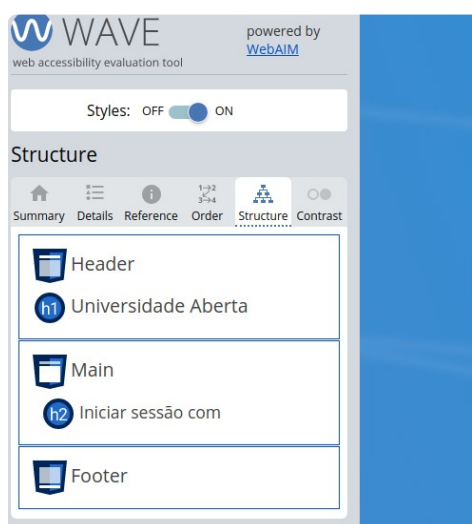 WAVE
web accessibility evaluation tool
powered by
WebAIM
Styles: OFF ON
Structure
1 2
3 4
Summary Details Reference Order Structure Contrast
Header
h1 Universidade Aberta
Main
h2 Iniciar sessão com
Footer